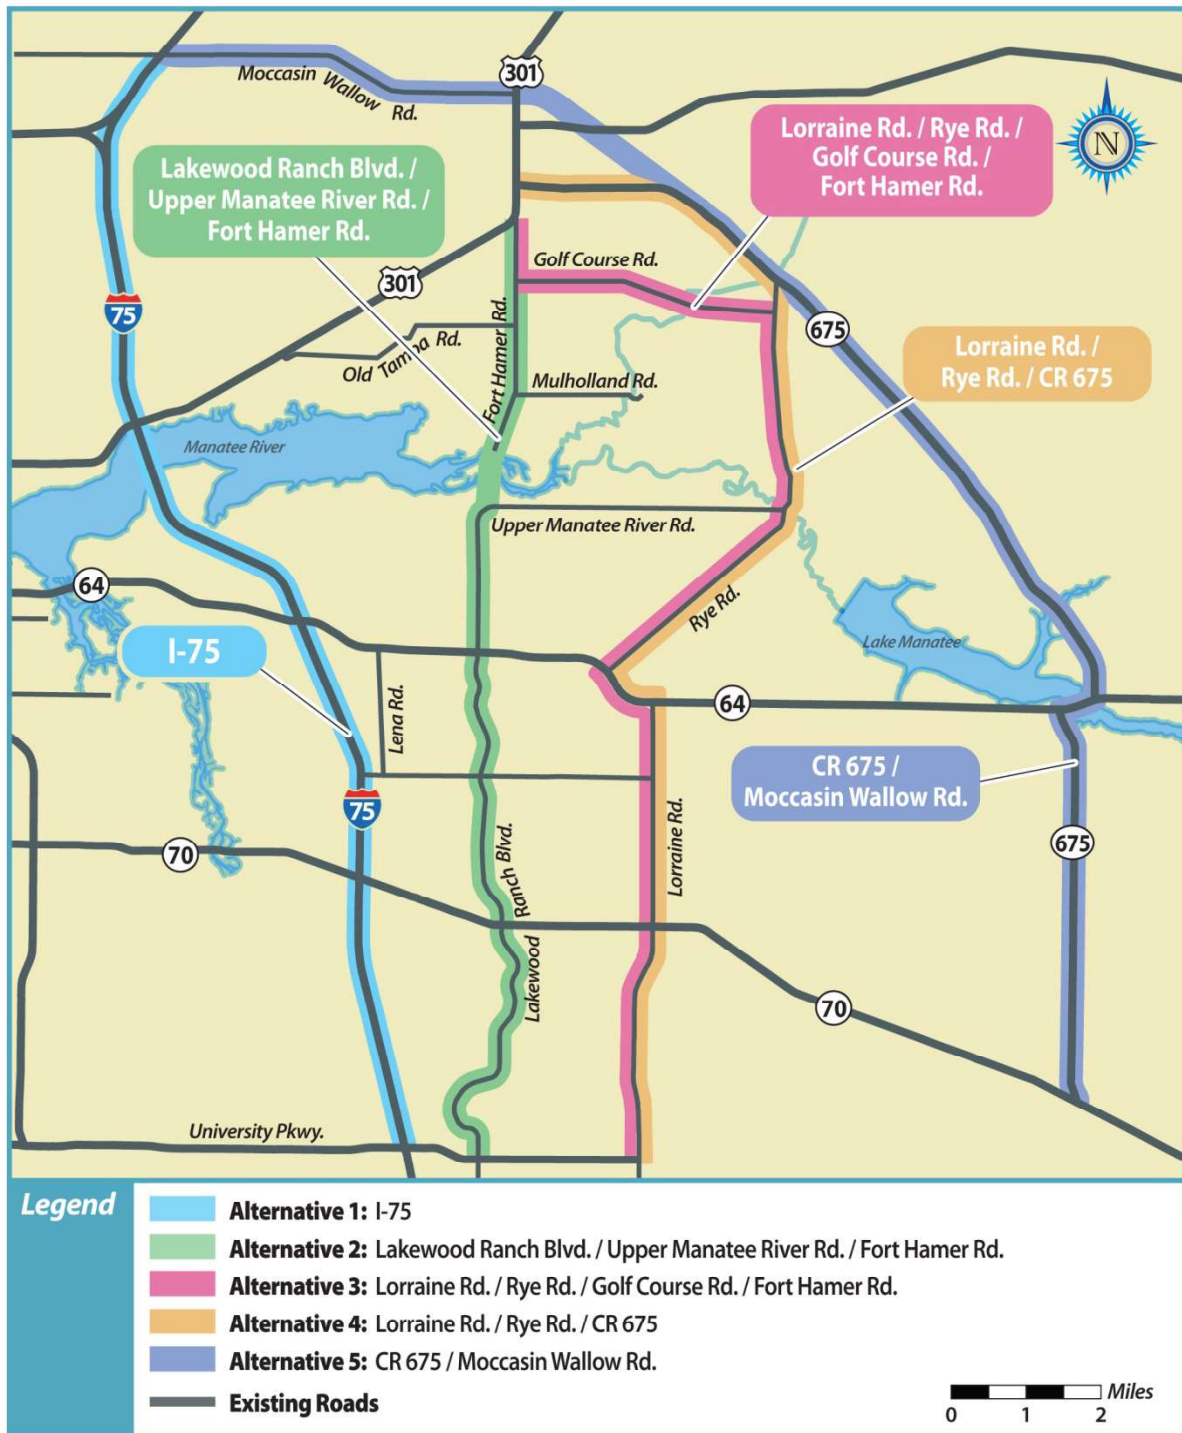 Moccasin Wallow Rd.
301
Lorraine Rd. / Rye Rd. /
Golf Course Rd. /
Fort Hamer Rd.
N
Lakewood Ranch Blvd. /
Upper Manatee River Rd. /
Fort Hamer Rd.
Golf Course Rd.
301
75
675
Fort Hamer Rd.
Old Tampa Rd.
Lorraine Rd. /
Rye Rd. / CR 675
Mulholland Rd.
Manatee River
Upper Manatee River Rd.
64
Rye Rd.
Lake Manatee
I-75
Lena Rd.
64
CR 675 /
Moccasin Wallow Rd.
75
Lorraine Rd.
675
70
Lakewood Ranch Blvd.
70
University Pkwy.
Legend
Alternative 1: I-75
Alternative 2: Lakewood Ranch Blvd. / Upper Manatee River Rd. / Fort Hamer Rd.
Alternative 3: Lorraine Rd. / Rye Rd. / Golf Course Rd. / Fort Hamer Rd.
Alternative 4: Lorraine Rd. / Rye Rd. / CR 675
Alternative 5: CR 675 / Moccasin Wallow Rd.
Existing Roads
Miles
0 1 2